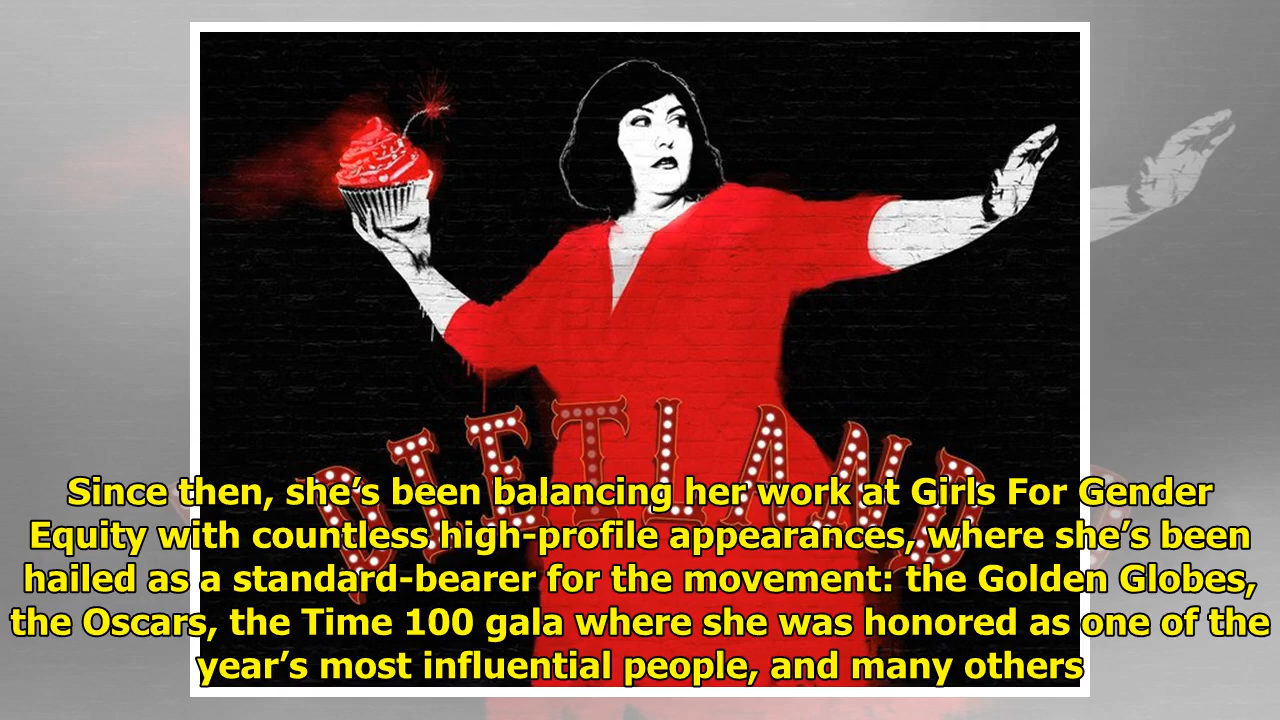 DIETLAND
Since then, she’s been balancing her work at Girls For Gender
Equity with countless high-profile appearances, where she’s been
hailed as a standard-bearer for the movement: the Golden Globes,
the Oscars, the Time 100 gala where she was honored as one of the
year’s most influential people, and many others